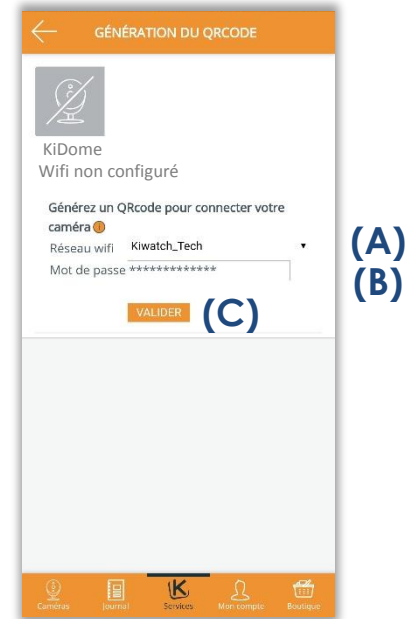 GÉNÉRATION DU QRCODE
KiDome
Wifi non configuré
Générez un QRcode pour connecter votre
caméra
Réseau wifi Kiwatch_Tech (A)
Mot de passe ************* (B)
VALIDER (C)
Caméras Journal Services Mon compte Boutique